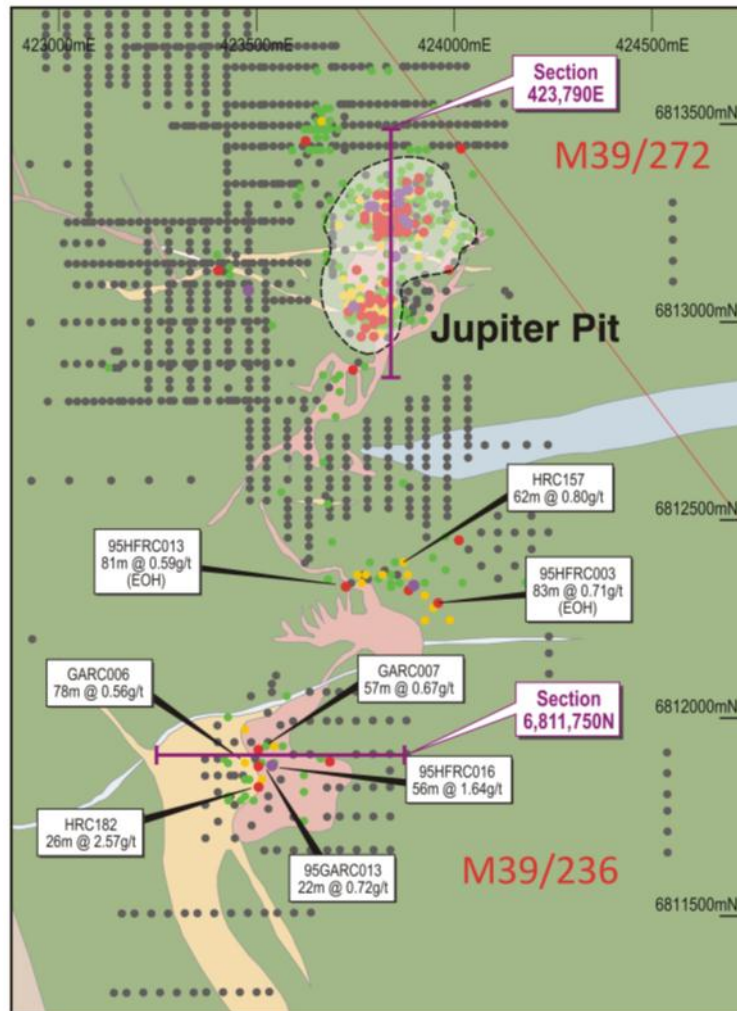 423000mE
423500mE
424000mE
424500mE
Section
423,790E
6813500mN
M39/272
6813000mN
Jupiter Pit
HRC157
62m @ 0.80g/t
6812500mN
95HFRC013
81m @ 0.59g/t
(EOH)
95HFRC003
83m @ 0.71g/t
(EOH)
GARC006
78m @ 0.56g/t
GARC007
57m @ 0.67g/t
Section
6,811,750N
6812000mN
95HFRC016
56m @ 1.64g/t
HRC182
26m @ 2.57g/t
95GARC013
22m @ 0.72g/t
M39/236
6811500mN